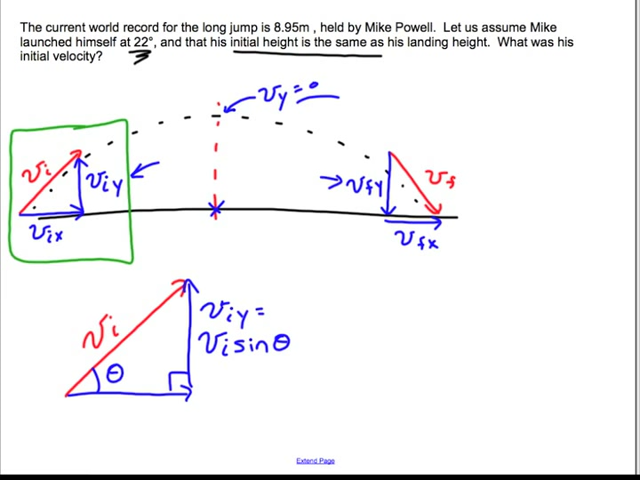 The current world record for the long jump is 8.95m , held by Mike Powell. Let us assume Mike
launched himself at 22°, and that his initial height is the same as his landing height. What was his
initial velocity?
Vy = 0
Vi
Viy
Vix
Vfy
Vf
Vfx
Vi
θ
Viy =
Vi sinθ
Extend Page